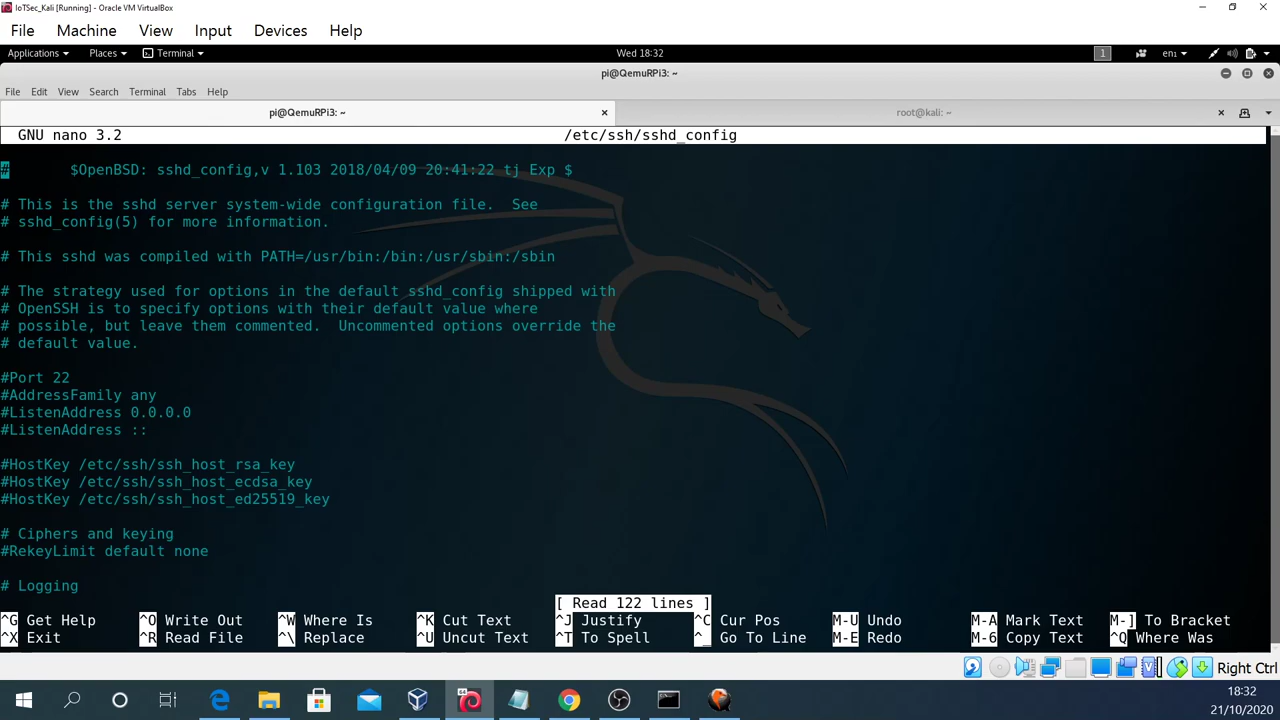 IoTSec_Kali [Running] - Oracle VM VirtualBox
File Machine View Input Devices Help
Applications Places Terminal Wed 18:32 1 en1
pi@QemuRPi3: ~
File Edit View Search Terminal Tabs Help
pi@QemuRPi3: ~ × root@kali: ~ ×
GNU nano 3.2 /etc/ssh/sshd_config
# $OpenBSD: sshd_config,v 1.103 2018/04/09 20:41:22 tj Exp $
# This is the sshd server system-wide configuration file. See
# sshd_config(5) for more information.
# This sshd was compiled with PATH=/usr/bin:/bin:/usr/sbin:/sbin
# The strategy used for options in the default sshd_config shipped with
# OpenSSH is to specify options with their default value where
# possible, but leave them commented. Uncommented options override the
# default value.
#Port 22
#AddressFamily any
#ListenAddress 0.0.0.0
#ListenAddress ::
#HostKey /etc/ssh/ssh_host_rsa_key
#HostKey /etc/ssh/ssh_host_ecdsa_key
#HostKey /etc/ssh/ssh_host_ed25519_key
# Ciphers and keying
#RekeyLimit default none
# Logging
[ Read 122 lines ]
^G Get Help ^O Write Out ^W Where Is ^K Cut Text ^J Justify ^C Cur Pos M-U Undo M-A Mark Text M-] To Bracket
^X Exit ^R Read File ^\ Replace ^U Uncut Text ^T To Spell ^_ Go To Line M-E Redo M-6 Copy Text ^Q Where Was
Right Ctrl
18:32
21/10/2020